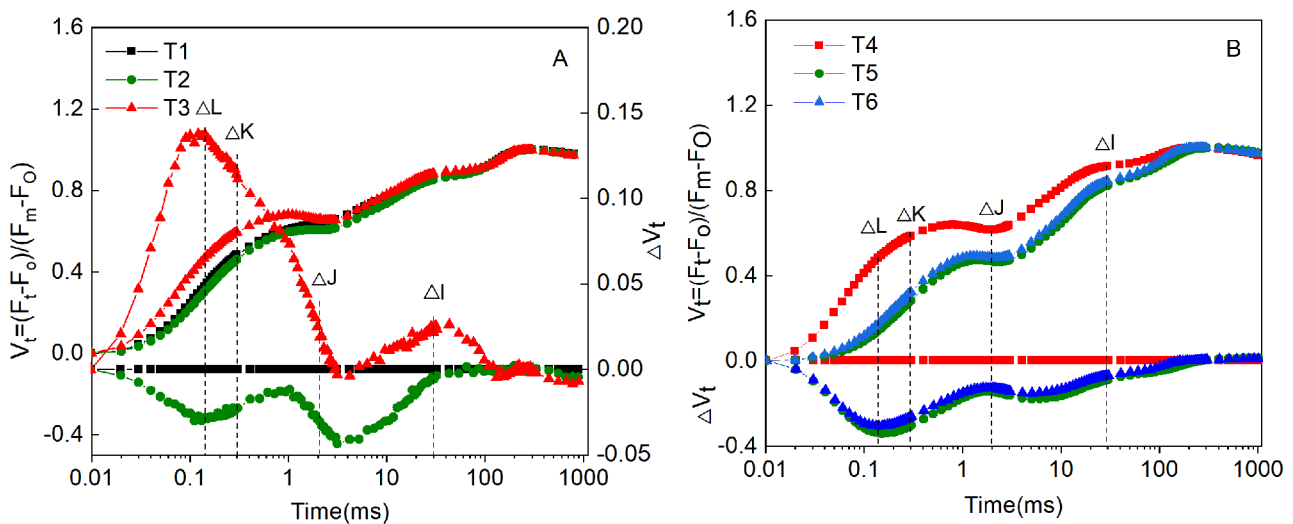 A
T1
T2
T3
△L
△K
△J
△I
1.6
1.2
0.8
0.4
0.0
-0.4
0.20
0.15
0.10
0.05
0.00
-0.05
Vt=(Ft-Fo)/(Fm-FO)
△Vt
0.01
0.1
1
10
100
1000
Time(ms)
B
T4
T5
T6
△I
△L
△K
△J
1.6
1.2
0.8
0.4
0.0
-0.4
Vt=(Ft-Fo)/(Fm-FO)
△Vt
0.01
0.1
1
10
100
1000
Time(ms)